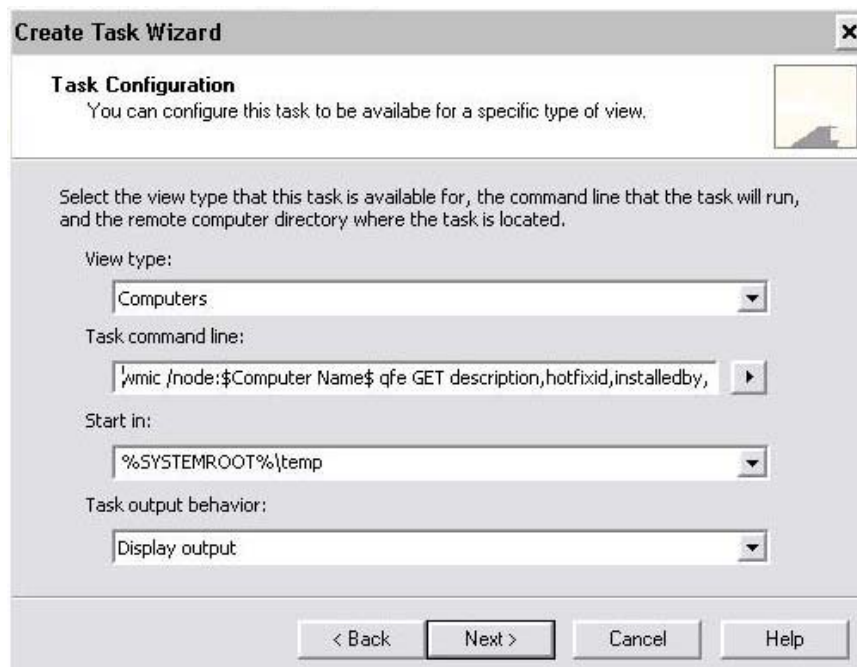 Create Task Wizard
Task Configuration
You can configure this task to be availabe for a specific type of view.
Select the view type that this task is available for, the command line that the task will run,
and the remote computer directory where the task is located.
View type:
Computers
Task command line:
wmic /node:$Computer Name$ qfe GET description,hotfixid,installedby,
Start in:
%SYSTEMROOT%\temp
Task output behavior:
Display output
< Back
Next >
Cancel
Help